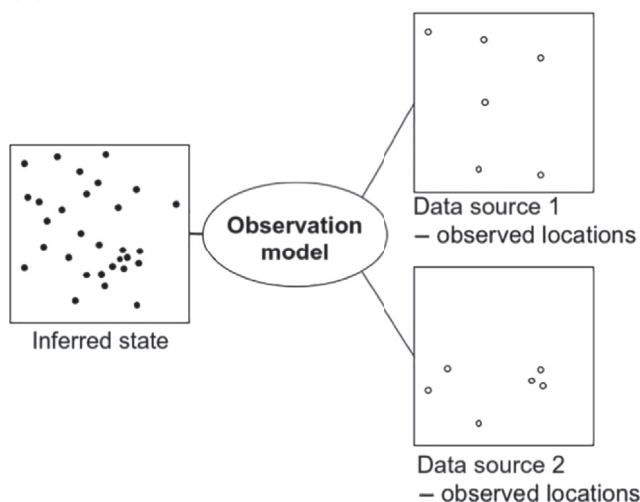 Observation
model
Inferred state
Data source 1
– observed locations
Data source 2
– observed locations